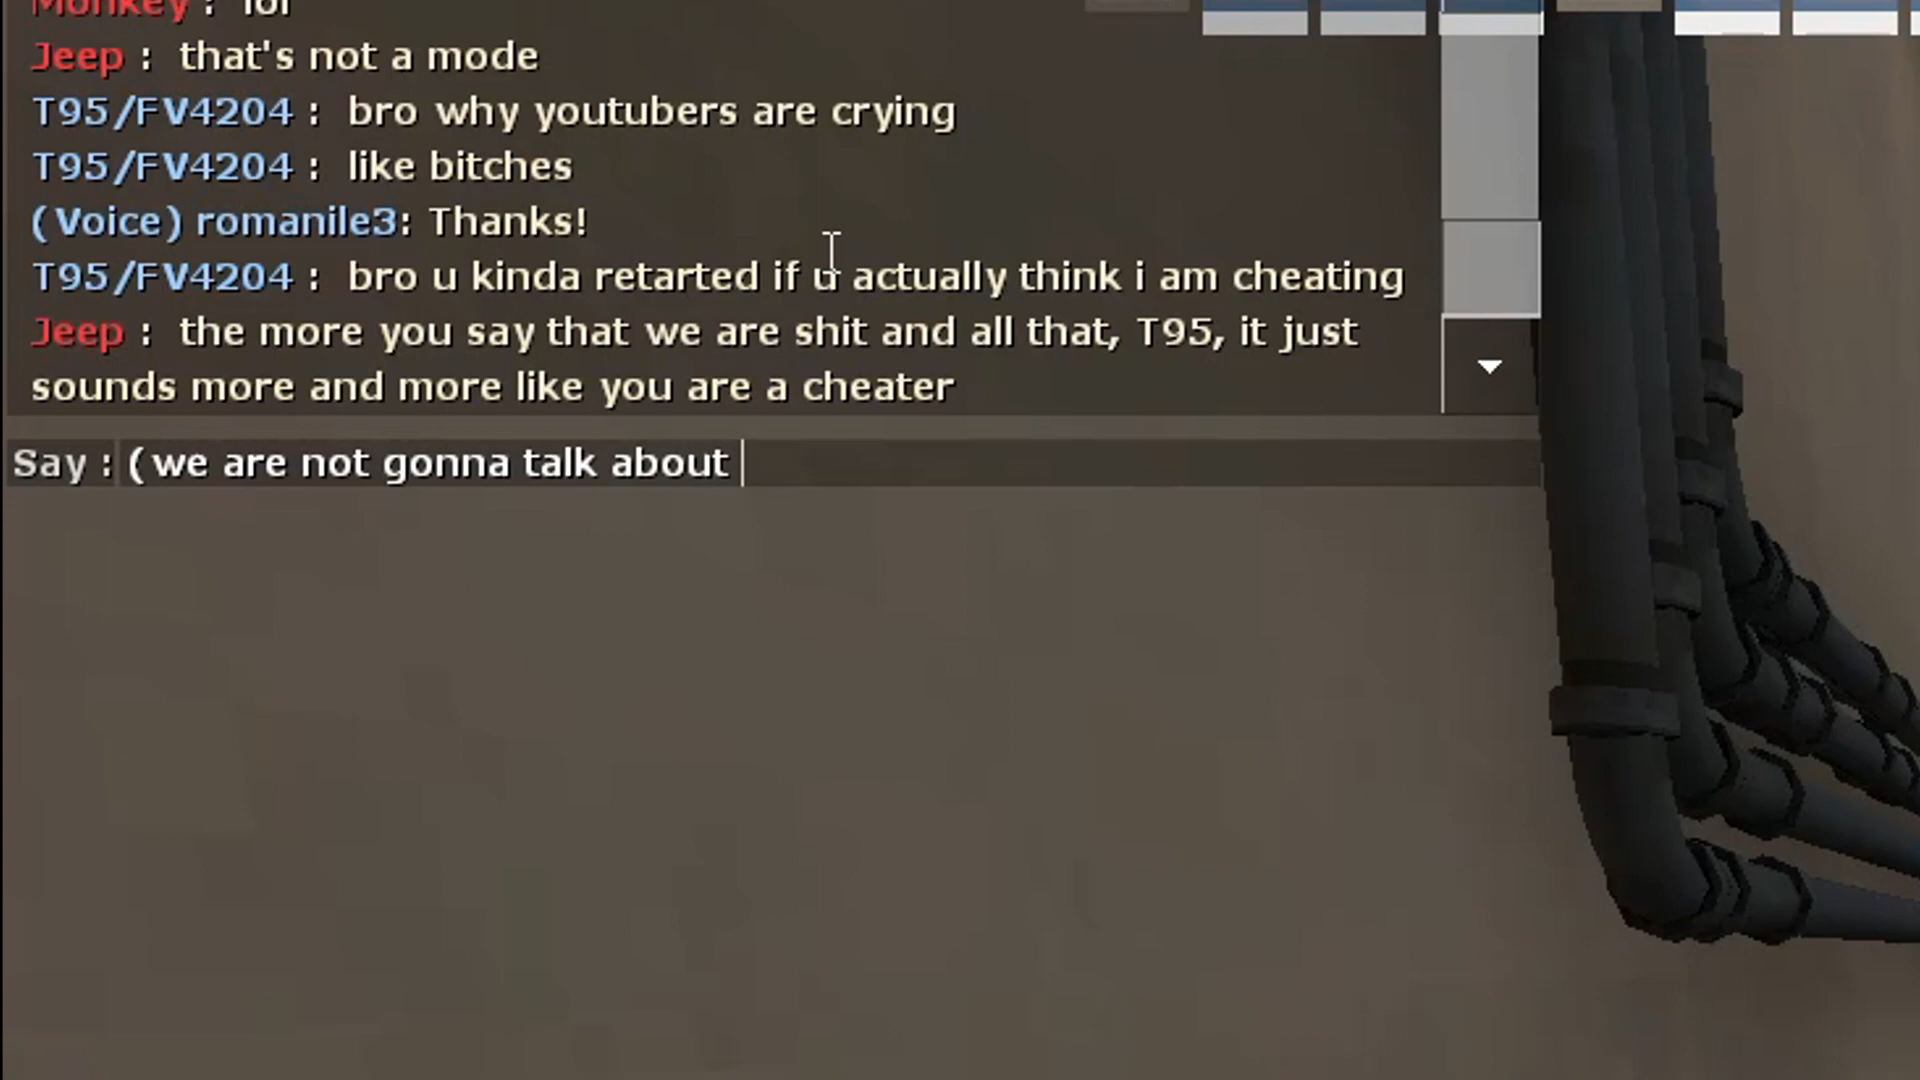 Monkey : lol
Jeep : that's not a mode
T95/FV4204 : bro why youtubers are crying
T95/FV4204 : like bitches
(Voice) romanile3: Thanks!
T95/FV4204 : bro u kinda retarted if u actually think i am cheating
Jeep : the more you say that we are shit and all that, T95, it just
sounds more and more like you are a cheater
Say : (we are not gonna talk about